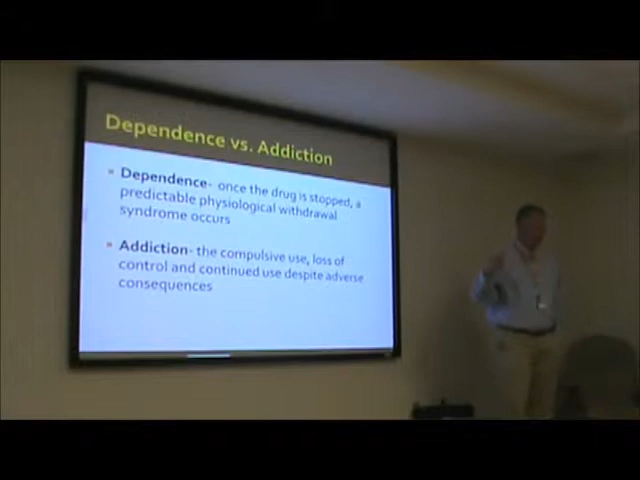 Dependence vs. Addiction
Dependence- once the drug is stopped, a
predictable physiological withdrawal
syndrome occurs
Addiction- the compulsive use, loss of
control and continued use despite adverse
consequences